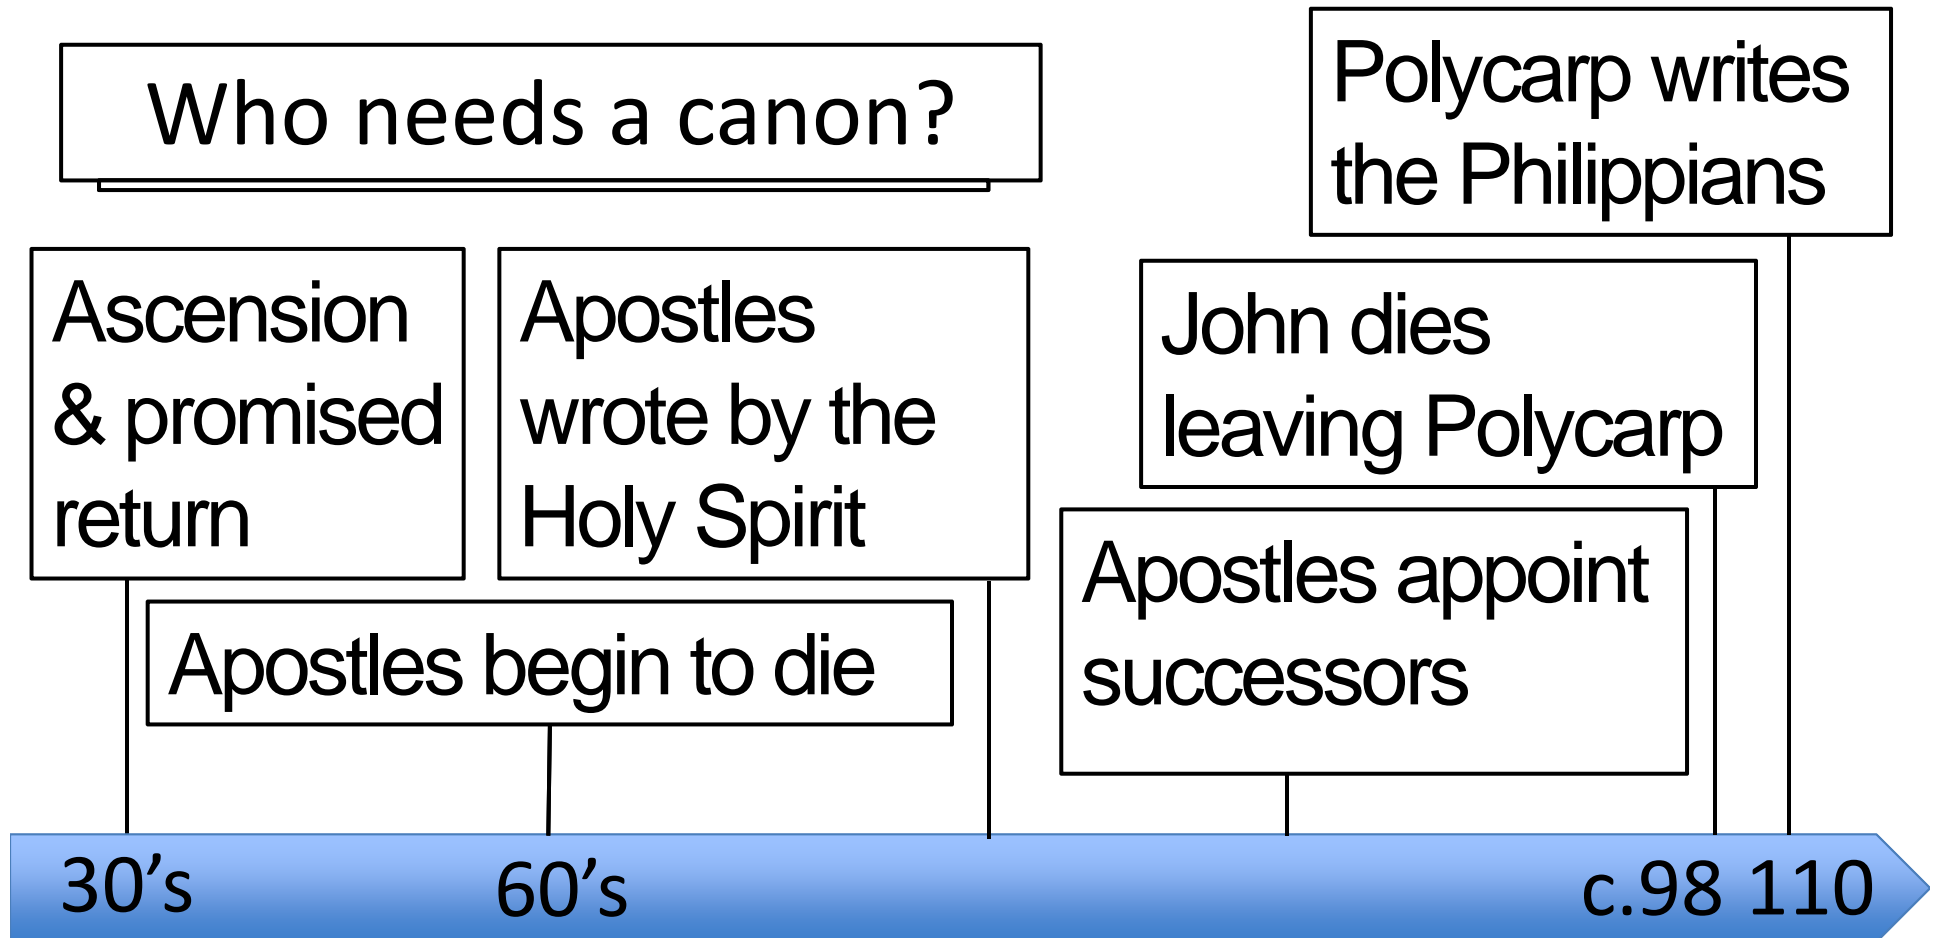 Who needs a canon?
Polycarp writes
the Philippians
Ascension
& promised
return
Apostles
wrote by the
Holy Spirit
John dies
leaving Polycarp
Apostles appoint
successors
Apostles begin to die
30’s
60’s
c.98
110